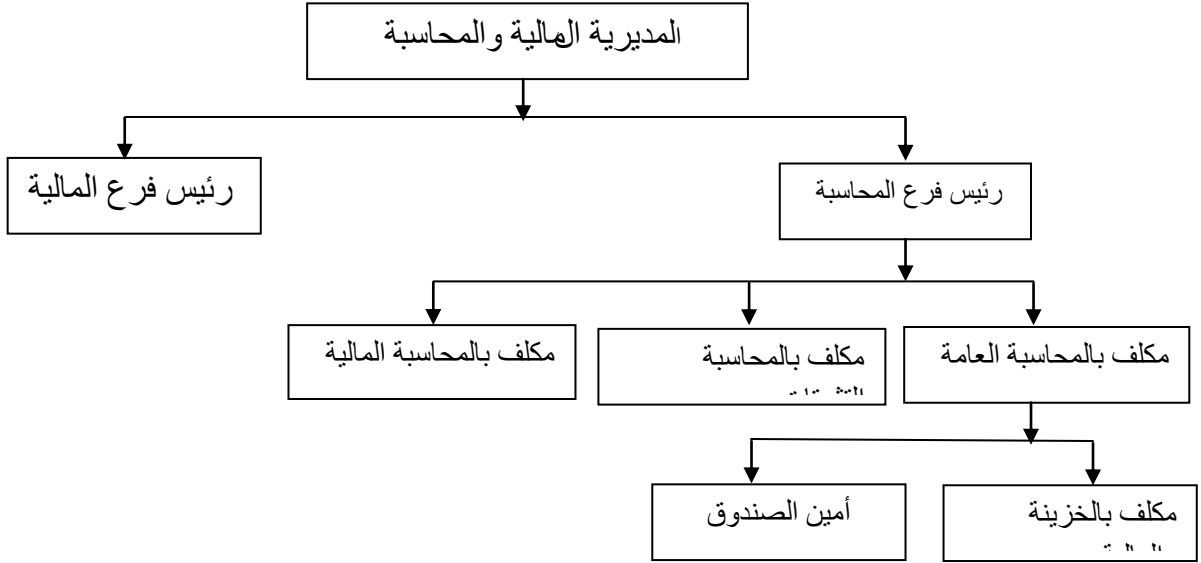 المديرية المالية والمحاسبة
رئيس فرع المحاسبة
رئيس فرع المالية
مكلف بالمحاسبة العامة
مكلف بالمحاسبة
مكلف بالمحاسبة المالية
مكلف بالخزينة
أمين الصندوق